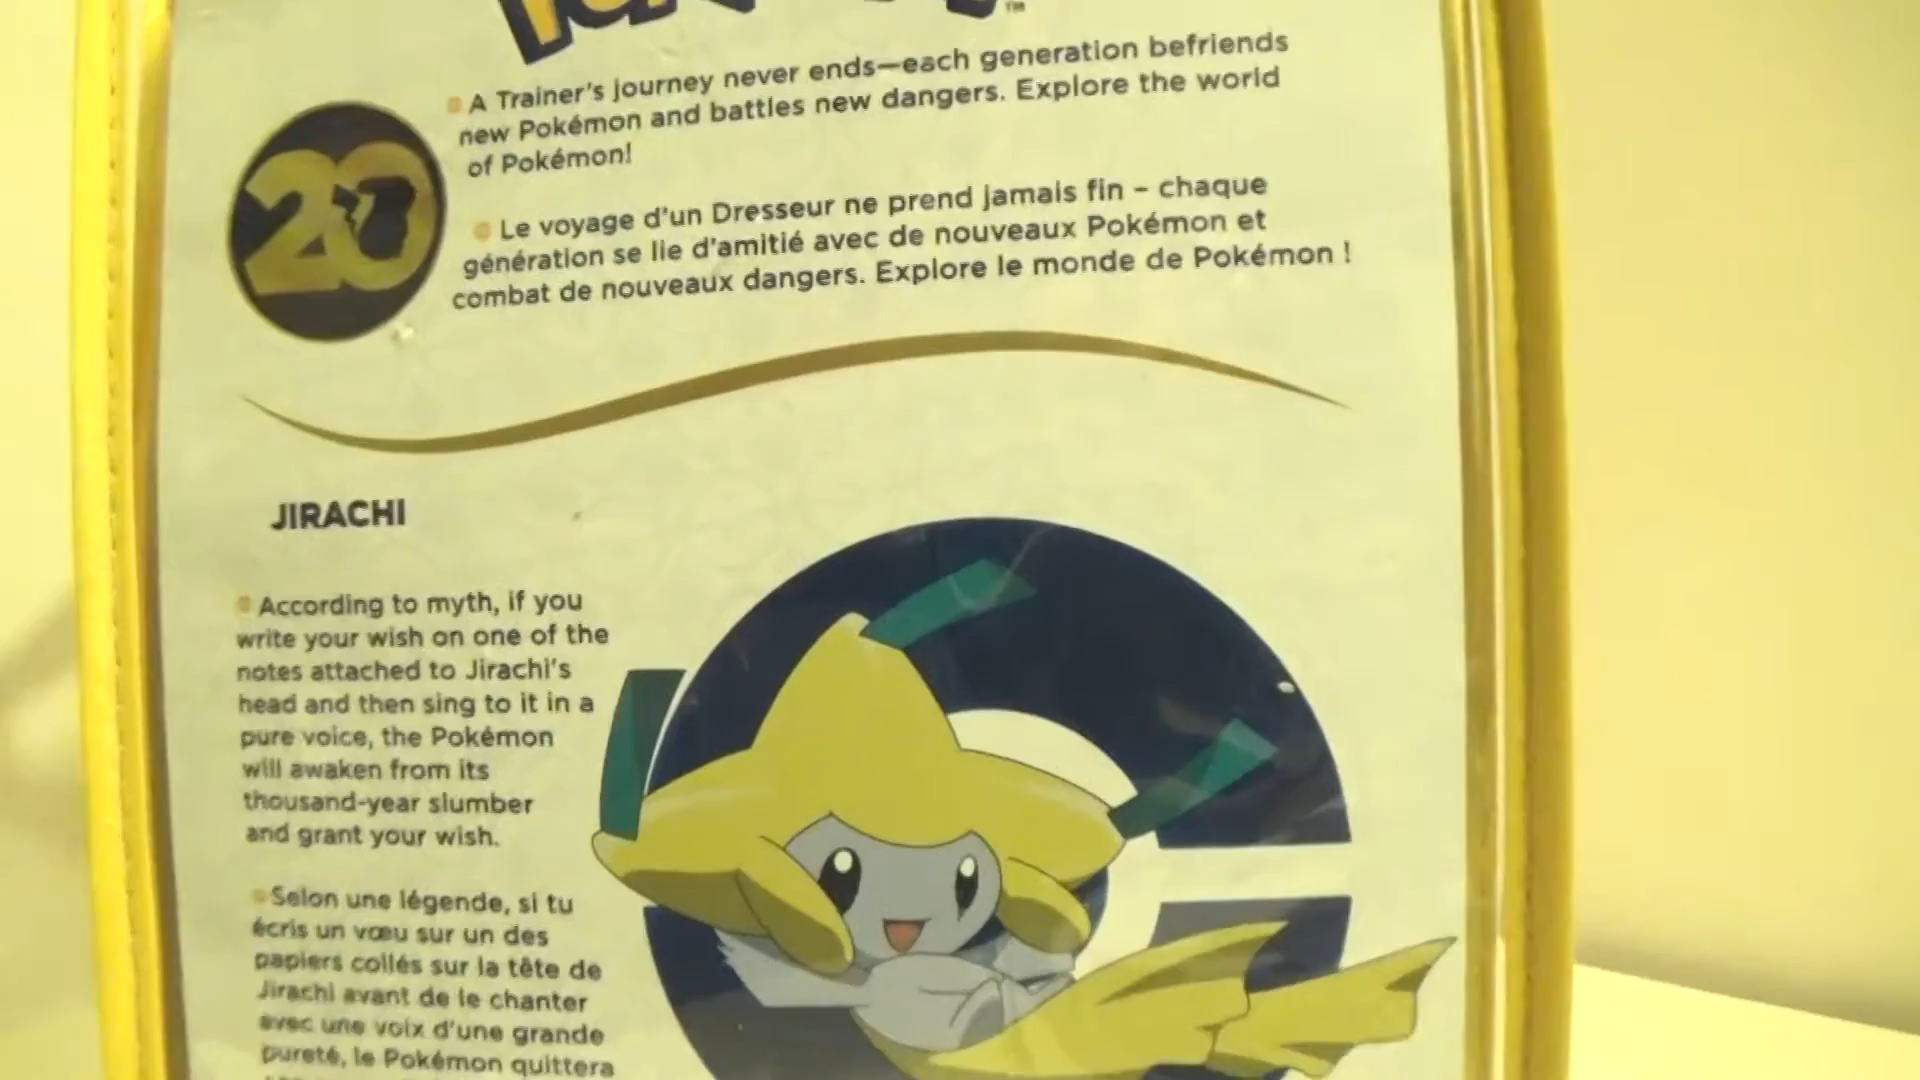 TM
A Trainer's journey never ends—each generation befriends
new Pokémon and battles new dangers. Explore the world
of Pokémon!
20
Le voyage d'un Dresseur ne prend jamais fin – chaque
génération se lie d'amitié avec de nouveaux Pokémon et
combat de nouveaux dangers. Explore le monde de Pokémon !
JIRACHI
According to myth, if you
write your wish on one of the
notes attached to Jirachi's
head and then sing to it in a
pure voice, the Pokémon
will awaken from its
thousand-year slumber
and grant your wish.
Selon une légende, si tu
écris un vœu sur un des
papiers collés sur la tête de
Jirachi avant de le chanter
avec une voix d'une grande
pureté, le Pokémon quittera